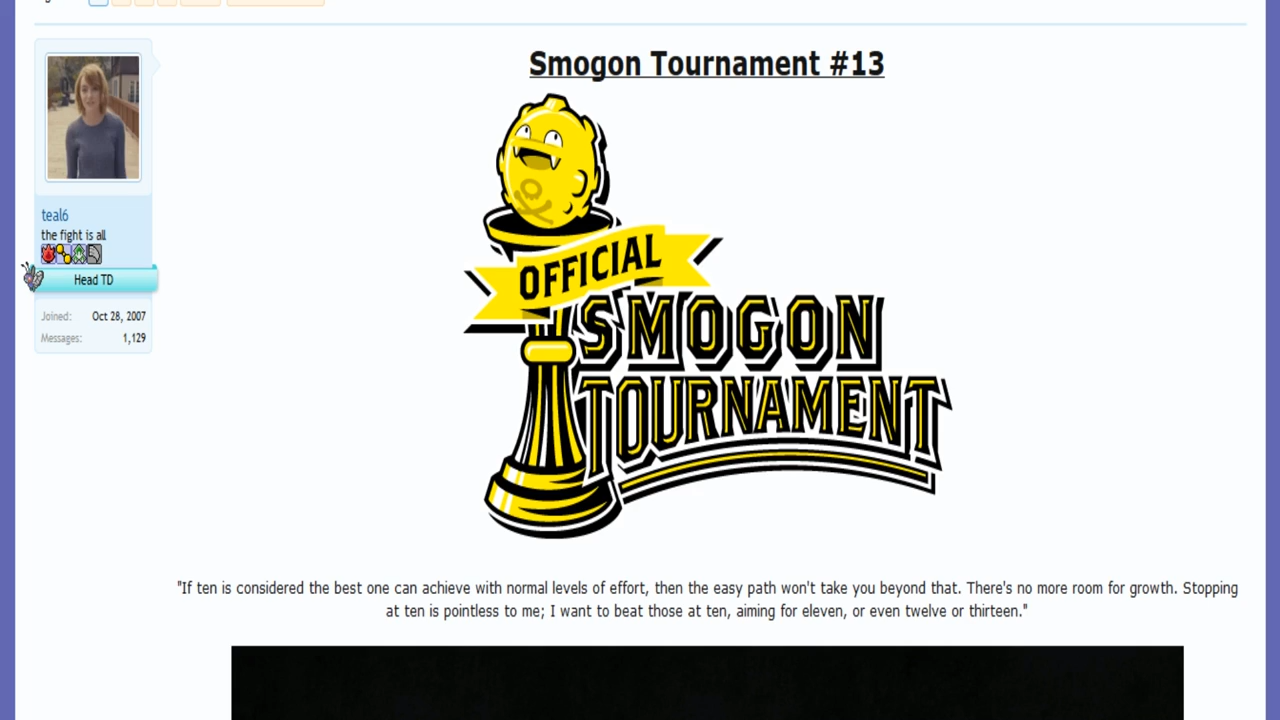 Smogon Tournament #13
OFFICIAL
SMOGON
TOURNAMENT
teal6
the fight is all
Head TD
Joined: Oct 28, 2007
Messages: 1,129
"If ten is considered the best one can achieve with normal levels of effort, then the easy path won't take you beyond that. There's no more room for growth. Stopping
at ten is pointless to me; I want to beat those at ten, aiming for eleven, or even twelve or thirteen."